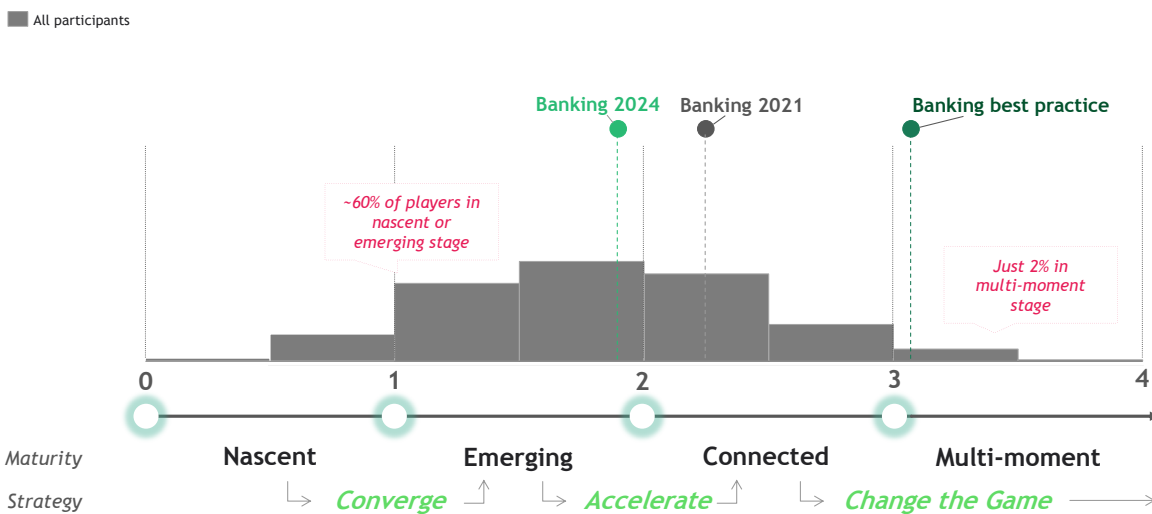 All participants
Banking 2024
Banking 2021
Banking best practice
~60% of players in
nascent or
emerging stage
Just 2% in
multi-moment
stage
0
1
2
3
4
Maturity
Nascent
Emerging
Connected
Multi-moment
Strategy
Converge
Accelerate
Change the Game